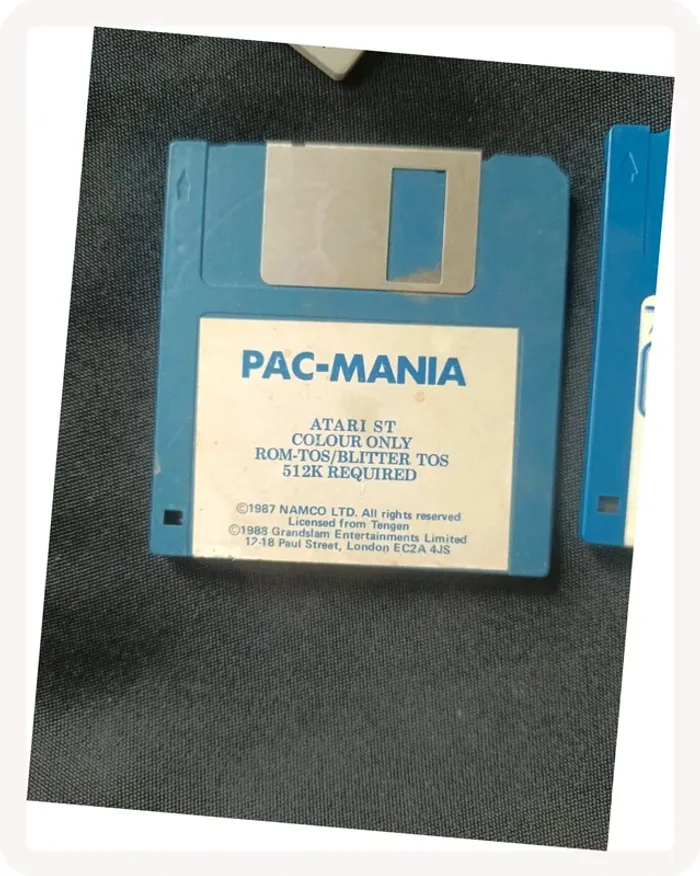 PAC-MANIA
ATARI ST
COLOUR ONLY
ROM-TOS/BLITTER TOS
512K REQUIRED
©1987 NAMCO LTD. All rights reserved
Licensed from Tengen
©1988 Grandslam Entertainments Limited
12-18 Paul Street, London EC2A 4JS